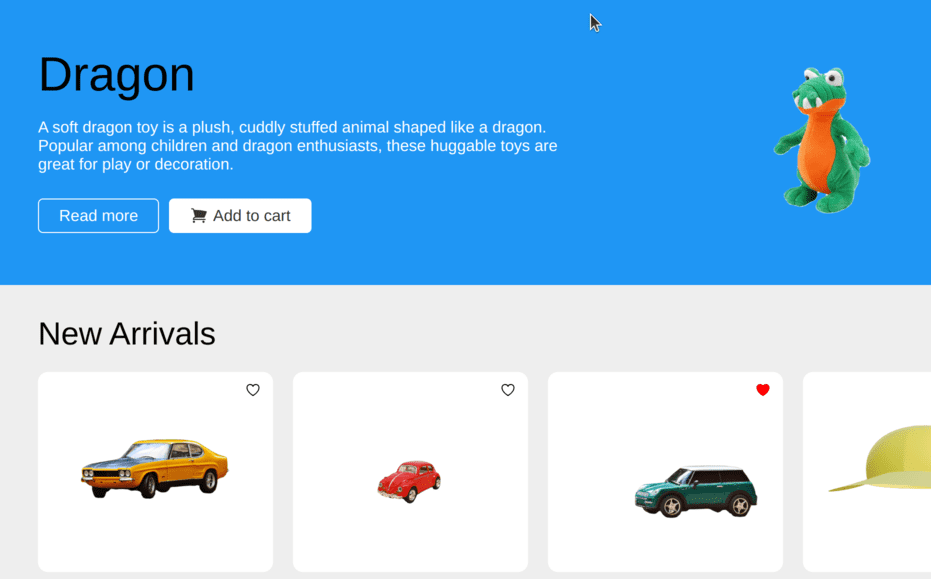 Dragon
A soft dragon toy is a plush, cuddly stuffed animal shaped like a dragon.
Popular among children and dragon enthusiasts, these huggable toys are
great for play or decoration.
Read more
Add to cart
New Arrivals